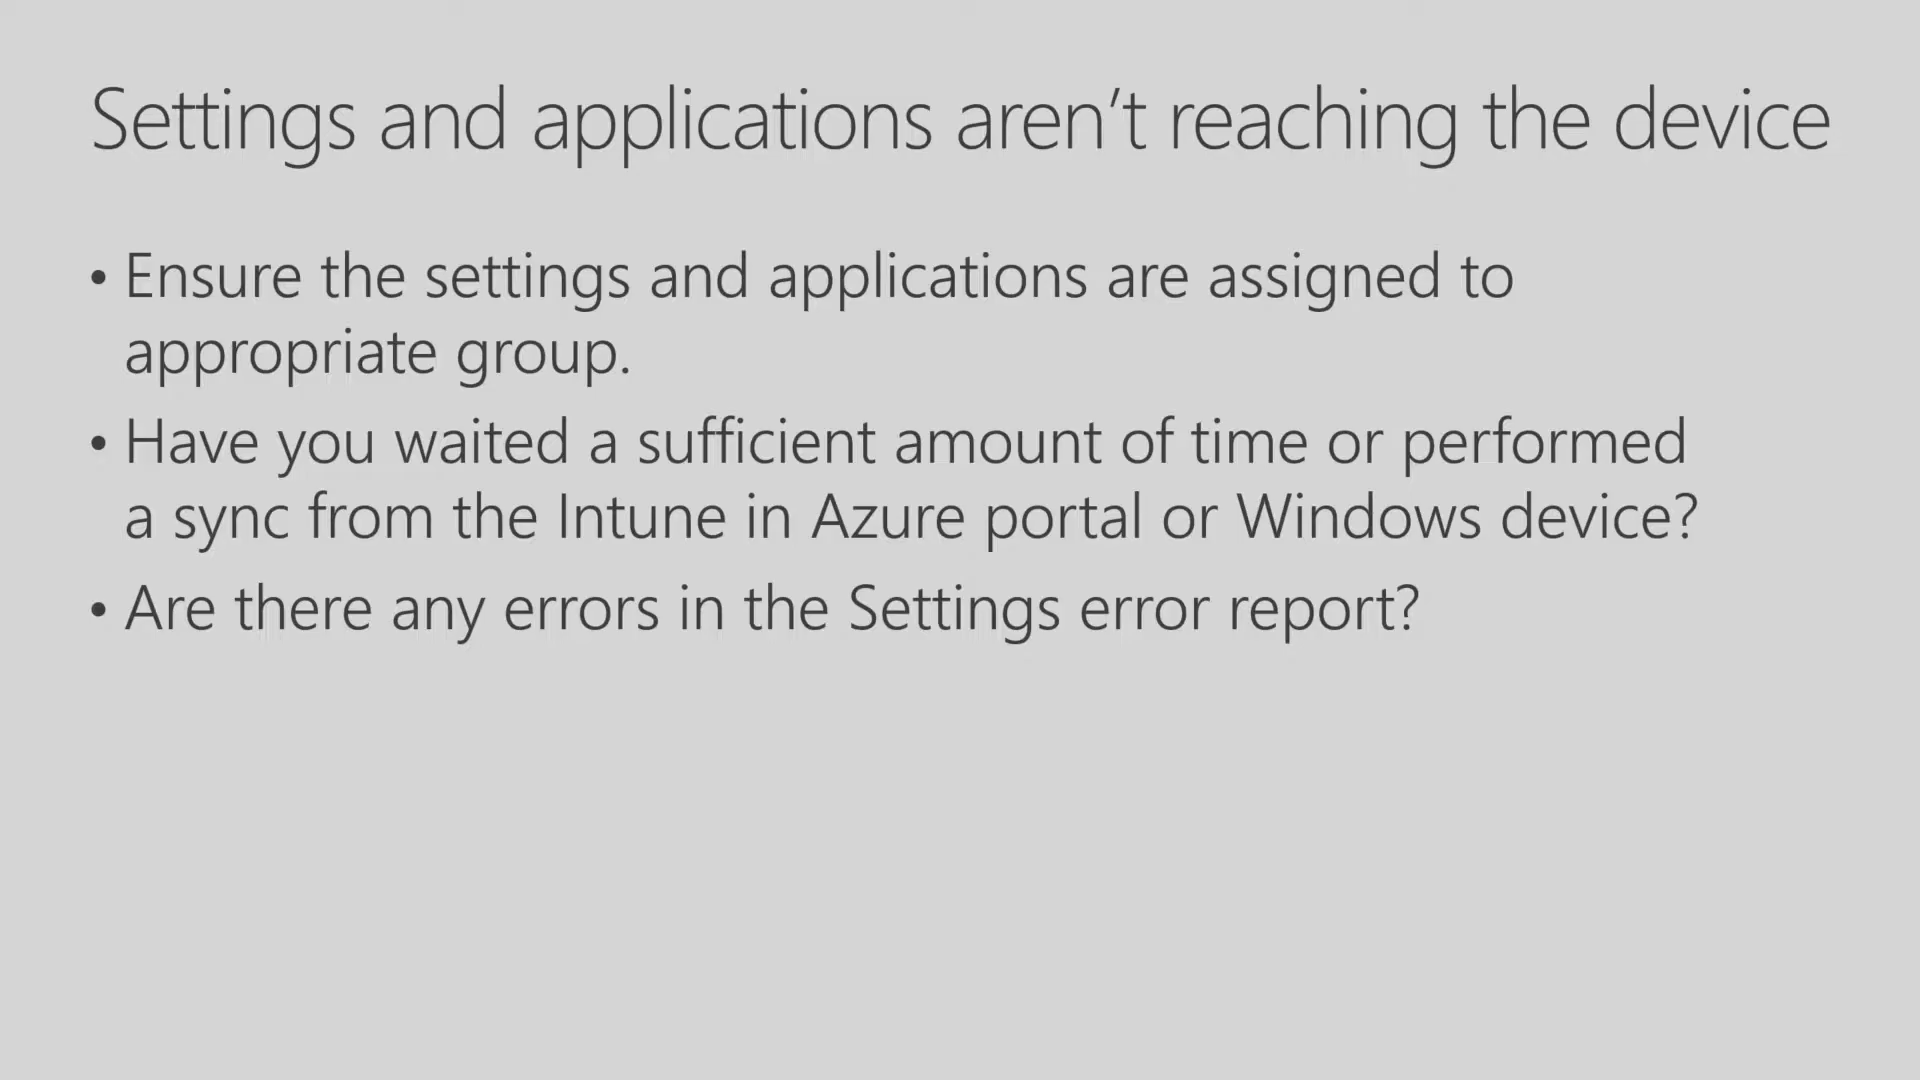 Settings and applications aren’t reaching the device
• Ensure the settings and applications are assigned to
appropriate group.
• Have you waited a sufficient amount of time or performed
a sync from the Intune in Azure portal or Windows device?
• Are there any errors in the Settings error report?